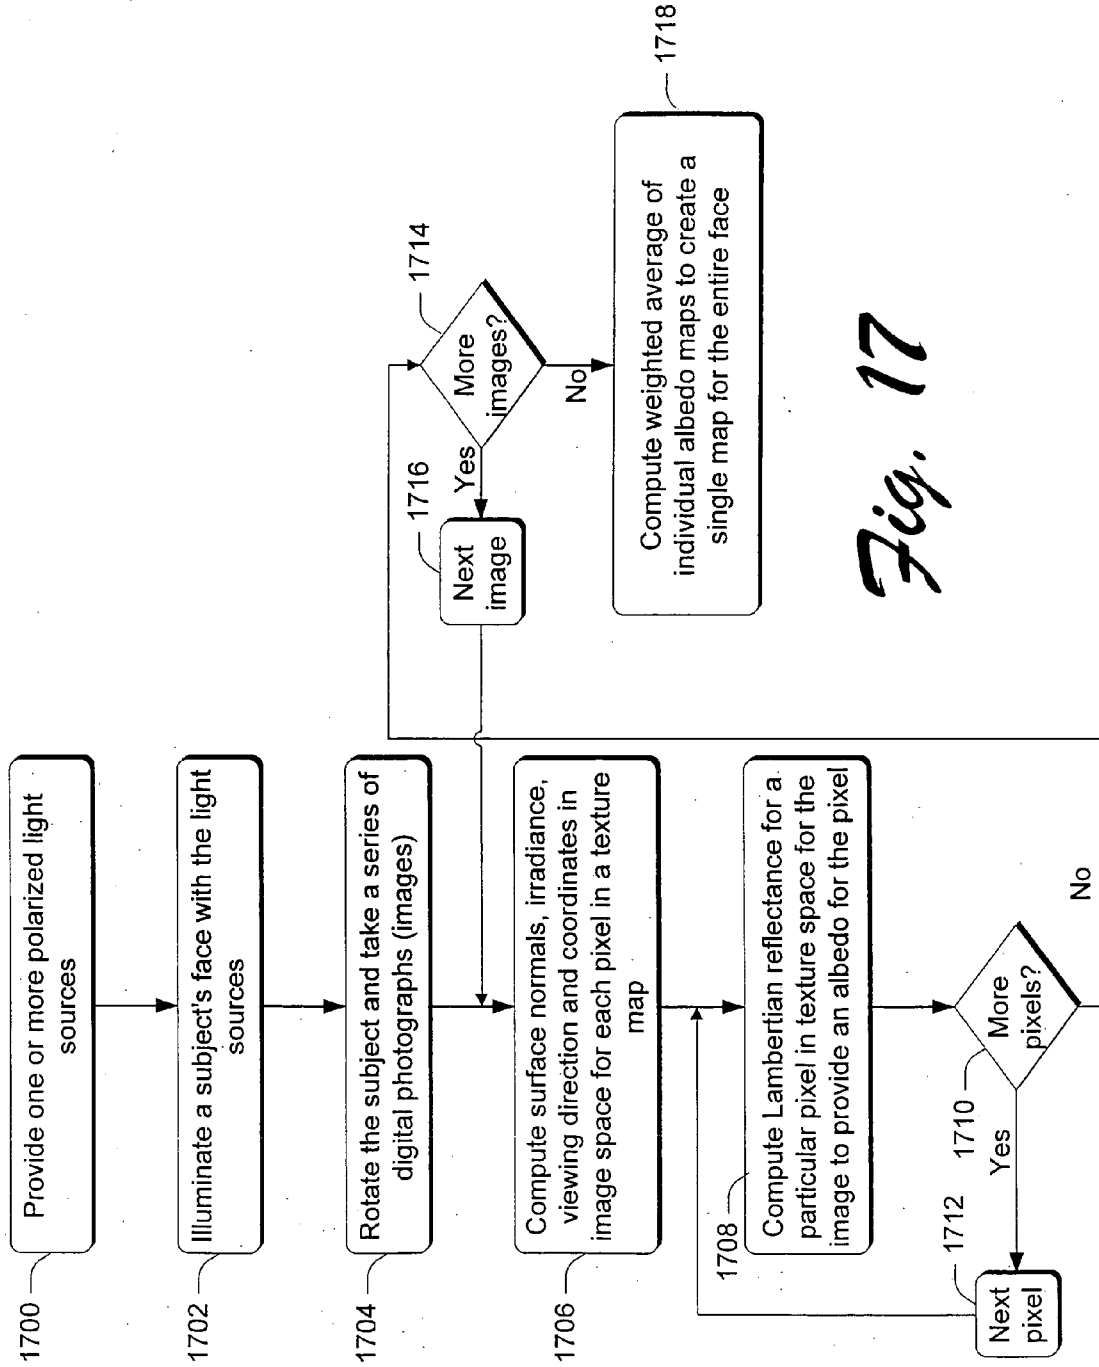 1700
Provide one or more polarized light
sources
1702
Illuminate a subject's face with the light
sources
1704
Rotate the subject and take a series of
digital photographs (images)
1706
Compute surface normals, irradiance,
viewing direction and coordinates in
image space for each pixel in a texture
map
1708
Compute Lambertian reflectance for a
particular pixel in texture space for the
image to provide an albedo for the pixel
1710
More
pixels?
Yes
No
1712
Next
pixel
1714
More
images?
Yes
No
1716
Next
image
1718
Compute weighted average of
individual albedo maps to create a
single map for the entire face
Fig. 17